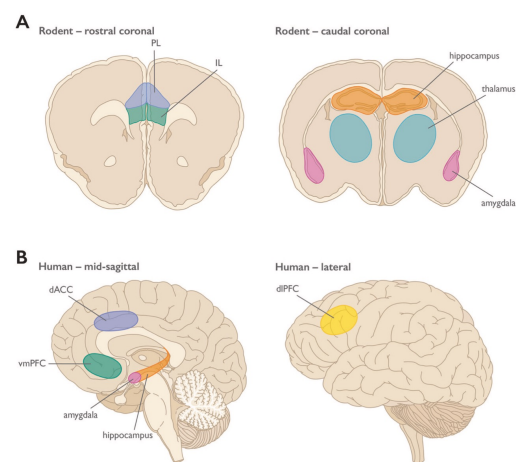 A
Rodent – rostral coronal
PL
IL
Rodent – caudal coronal
hippocampus
thalamus
amygdala
B
Human – mid-sagittal
dACC
vmPFC
amygdala
hippocampus
Human – lateral
dlPFC